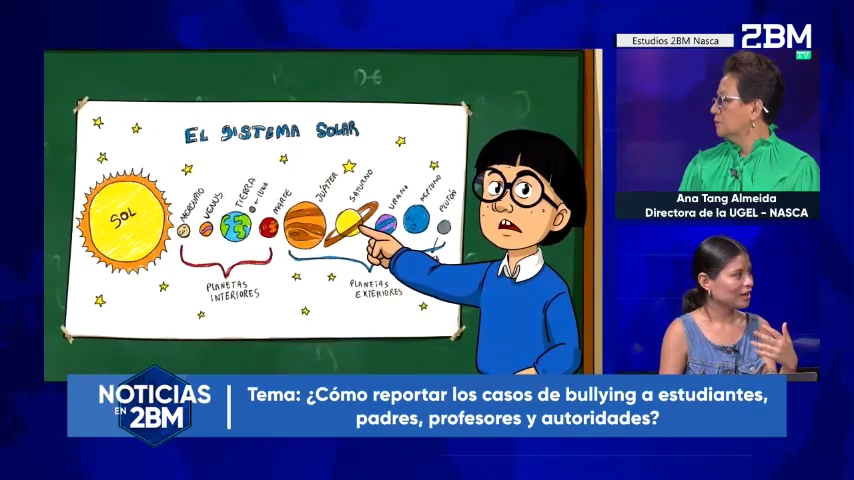 Estudios 2BM Nasca
2BM
TV
EL SISTEMA SOLAR
SOL
MERCURIO
VENUS
TIERRA
LUNA
MARTE
JÚPITER
SATURNO
URANO
NEPTUNO
PLUTÓN
PLANETAS
INTERIORES
PLANETAS
EXTERIORES
Ana Tang Almeida
Directora de la UGEL - NASCA
NOTICIAS
EN 2BM
Tema: ¿Cómo reportar los casos de bullying a estudiantes,
padres, profesores y autoridades?